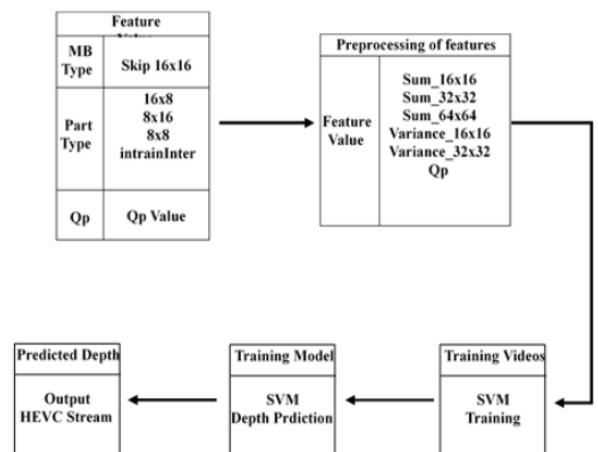 Feature
MB Type
Skip 16x16
Part Type
16x8
8x16
8x8
intrainInter
Qp
Qp Value
Preprocessing of features
Feature Value
Sum_16x16
Sum_32x32
Sum_64x64
Variance_16x16
Variance_32x32
Qp
Training Videos
SVM
Training
Training Model
SVM
Depth Prdiction
Predicted Depth
Output
HEVC Stream